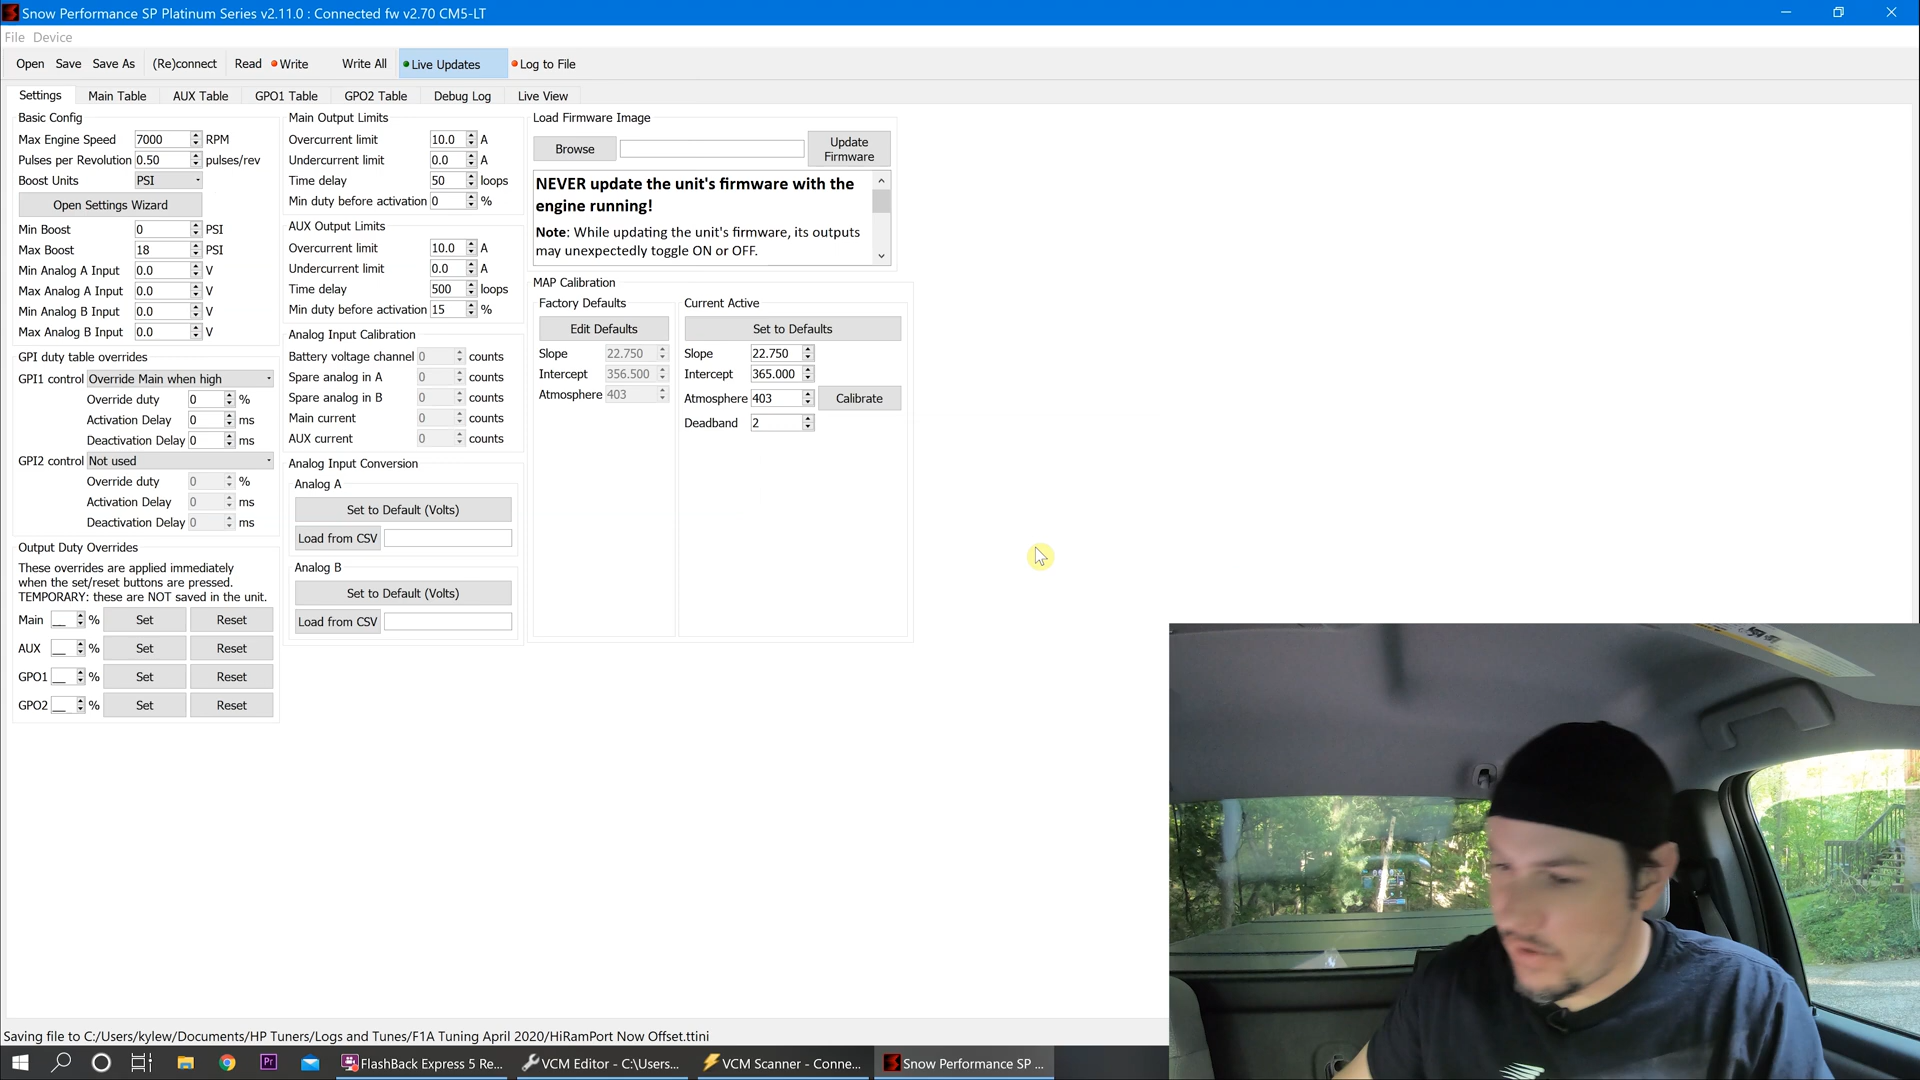 Snow Performance SP Platinum Series v2.11.0 : Connected fw v2.70 CM5-LT
File Device
Open Save Save As (Re)connect Read Write Write All Live Updates Log to File
Settings Main Table AUX Table GPO1 Table GPO2 Table Debug Log Live View
Basic Config
Max Engine Speed 7000 RPM
Pulses per Revolution 0.50 pulses/rev
Boost Units PSI
Open Settings Wizard
Min Boost 0 PSI
Max Boost 18 PSI
Min Analog A Input 0.0 V
Max Analog A Input 0.0 V
Min Analog B Input 0.0 V
Max Analog B Input 0.0 V
GPI duty table overrides
GPI1 control Override Main when high
Override duty 0 %
Activation Delay 0 ms
Deactivation Delay 0 ms
GPI2 control Not used
Override duty 0 %
Activation Delay 0 ms
Deactivation Delay 0 ms
Output Duty Overrides
These overrides are applied immediately
when the set/reset buttons are pressed.
TEMPORARY: these are NOT saved in the unit.
Main __ % Set Reset
AUX __ % Set Reset
GPO1 __ % Set Reset
GPO2 __ % Set Reset
Main Output Limits
Overcurrent limit 10.0 A
Undercurrent limit 0.0 A
Time delay 50 loops
Min duty before activation 0 %
AUX Output Limits
Overcurrent limit 10.0 A
Undercurrent limit 0.0 A
Time delay 500 loops
Min duty before activation 15 %
Analog Input Calibration
Battery voltage channel 0 counts
Spare analog in A 0 counts
Spare analog in B 0 counts
Main current 0 counts
AUX current 0 counts
Analog Input Conversion
Analog A
Set to Default (Volts)
Load from CSV
Analog B
Set to Default (Volts)
Load from CSV
Load Firmware Image
Browse
Update
Firmware
NEVER update the unit's firmware with the
engine running!
Note: While updating the unit's firmware, its outputs
may unexpectedly toggle ON or OFF.
MAP Calibration
Factory Defaults
Edit Defaults
Slope 22.750
Intercept 356.500
Atmosphere 403
Current Active
Set to Defaults
Slope 22.750
Intercept 365.000
Atmosphere 403 Calibrate
Deadband 2
Saving file to C:/Users/kylew/Documents/HP Tuners/Logs and Tunes/F1A Tuning April 2020/HiRamPort Now Offset.ttini
Pr FlashBack Express 5 Re... VCM Editor - C:\Users... VCM Scanner - Conne... Snow Performance SP ...